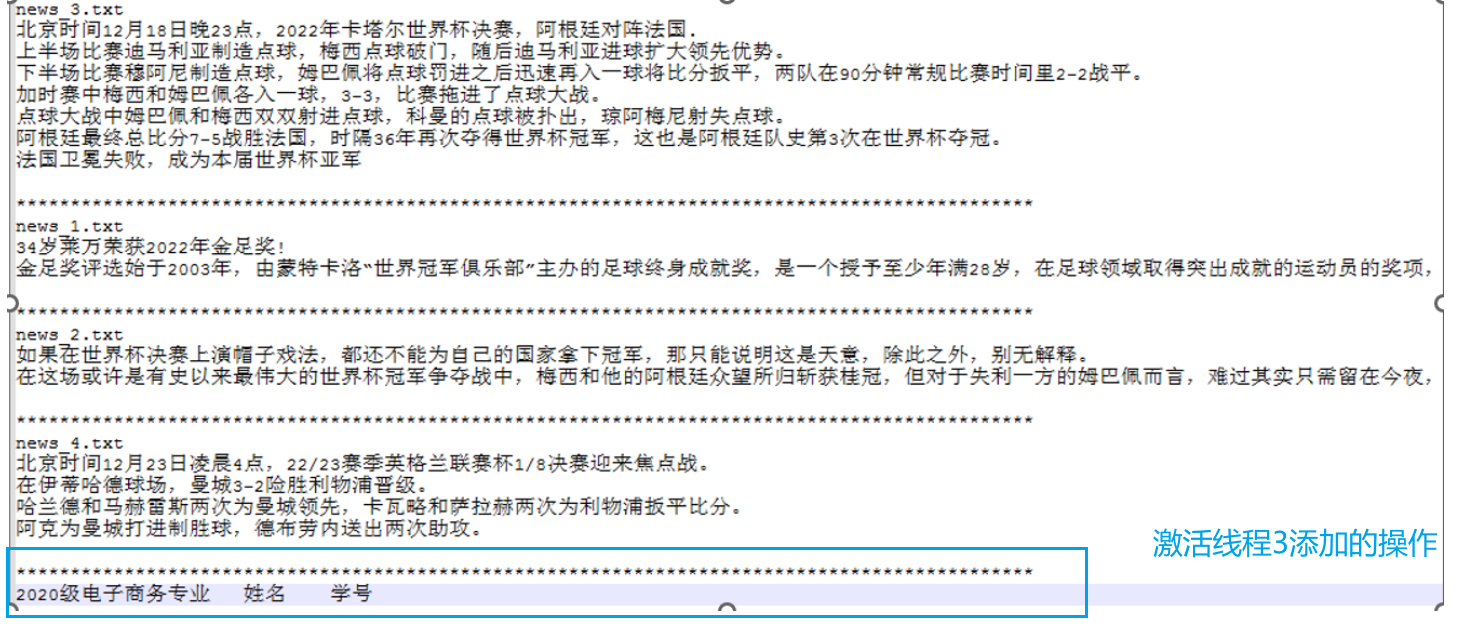 news_3.txt
北京时间12月18日晚23点，2022年卡塔尔世界杯决赛，阿根廷对阵法国.
上半场比赛迪马利亚制造点球，梅西点球破门，随后迪马利亚进球扩大领先优势。
下半场比赛穆阿尼制造点球，姆巴佩将点球罚进之后迅速再入一球将比分扳平，两队在90分钟常规比赛时间里2-2战平。
加时赛中梅西和姆巴佩各入一球，3-3，比赛拖进了点球大战。
点球大战中姆巴佩和梅西双双射进点球，科曼的点球被扑出，琼阿梅尼射失点球。
阿根廷最终总比分7-5战胜法国，时隔36年再次夺得世界杯冠军，这也是阿根廷队史第3次在世界杯夺冠。
法国卫冕失败，成为本届世界杯亚军
**********************************************************************************************
news_1.txt
34岁莱万荣获2022年金足奖!
金足奖评选始于2003年，由蒙特卡洛“世界冠军俱乐部”主办的足球终身成就奖，是一个授予至少年满28岁，在足球领域取得突出成就的运动员的奖项，
**********************************************************************************************
news_2.txt
如果在世界杯决赛上演帽子戏法，都还不能为自己的国家拿下冠军，那只能说明这是天意，除此之外，别无解释。
在这场或许是有史以来最伟大的世界杯冠军争夺战中，梅西和他的阿根廷众望所归斩获桂冠，但对于失利一方的姆巴佩而言，难过其实只需留在今夜，
**********************************************************************************************
news_4.txt
北京时间12月23日凌晨4点，22/23赛季英格兰联赛杯1/8决赛迎来焦点战。
在伊蒂哈德球场，曼城3-2险胜利物浦晋级。
哈兰德和马赫雷斯两次为曼城领先，卡瓦略和萨拉赫两次为利物浦扳平比分。
阿克为曼城打进制胜球，德布劳内送出两次助攻。
激活线程3添加的操作
**********************************************************************************************
2020级电子商务专业 姓名 学号